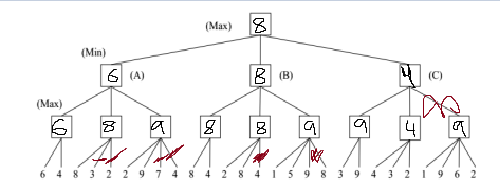 (Max) 8
(Min)
6 (A) 8 (B) 4 (C)
(Max)
6 8 9 8 8 9 9 4 9
6 4 8 3 2 2 9 7 4 8 4 2 8 4 1 5 9 8 3 9 4 2 1 9 6 2